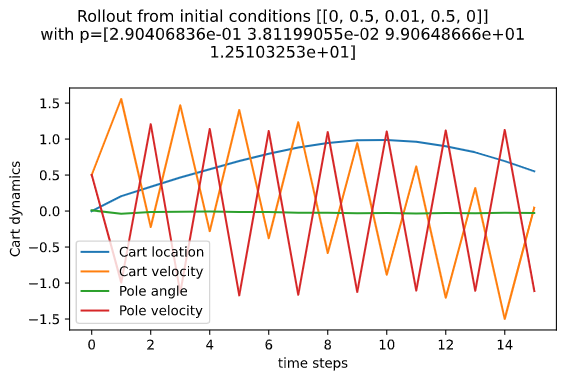 Rollout from initial conditions [[0, 0.5, 0.01, 0.5, 0]]
with p=[2.90406836e-01 3.81199055e-02 9.90648666e+01
1.25103253e+01]
1.5
1.0
0.5
0.0
−0.5
−1.0
−1.5
Cart dynamics
Cart location
Cart velocity
Pole angle
Pole velocity
0 2 4 6 8 10 12 14
time steps